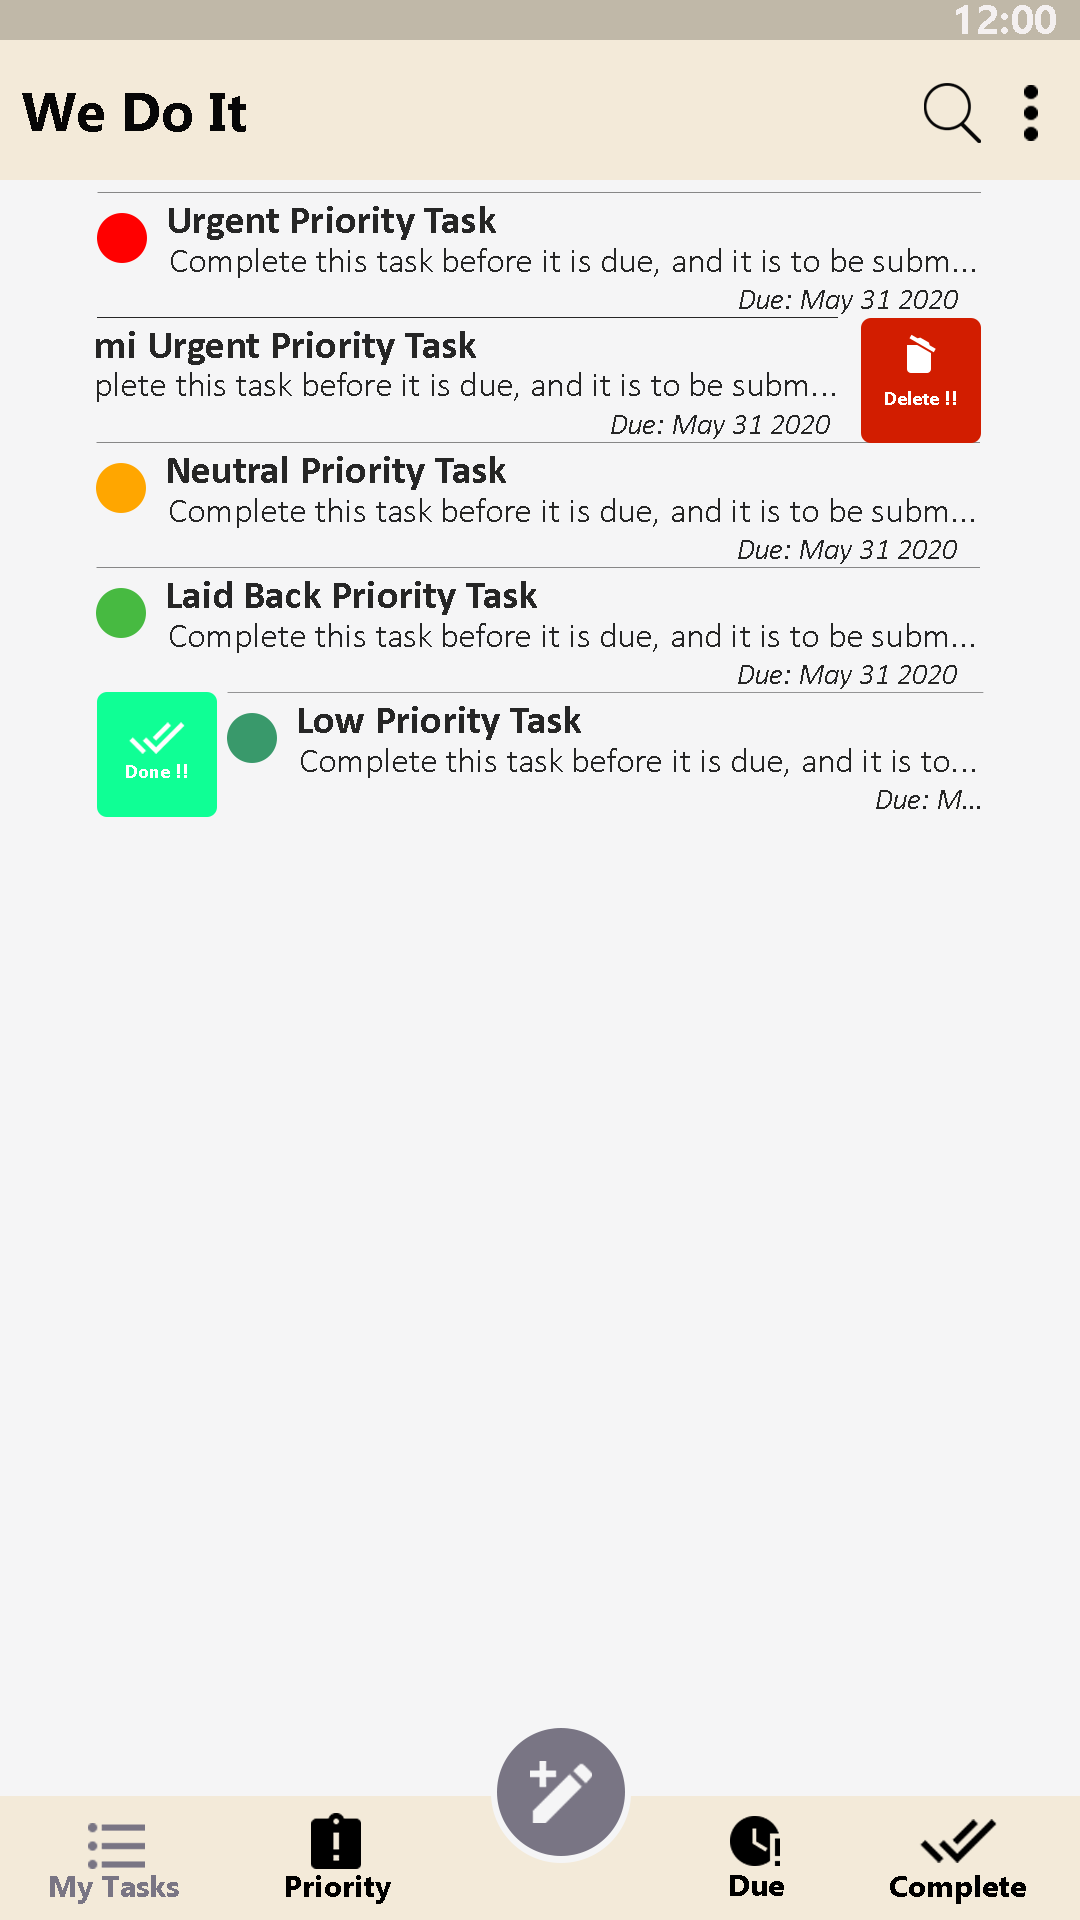 12:00
We Do It
Urgent Priority Task
Complete this task before it is due, and it is to be subm...
Due: May 31 2020
mi Urgent Priority Task
plete this task before it is due, and it is to be subm...
Due: May 31 2020
Delete !!
Neutral Priority Task
Complete this task before it is due, and it is to be subm...
Due: May 31 2020
Laid Back Priority Task
Complete this task before it is due, and it is to be subm...
Due: May 31 2020
Done !!
Low Priority Task
Complete this task before it is due, and it is to...
Due: M...
My Tasks
Priority
Due
Complete